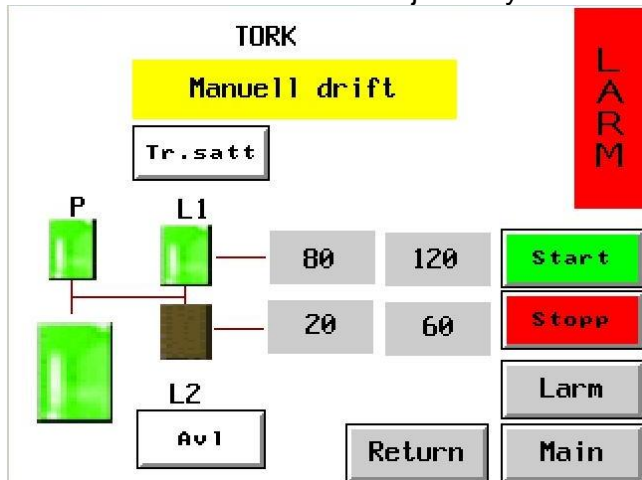 TORK
Manuell drift
LARM
Tr.satt
P
L1
80
120
Start
20
60
Stopp
L2
Larm
Avl
Return
Main